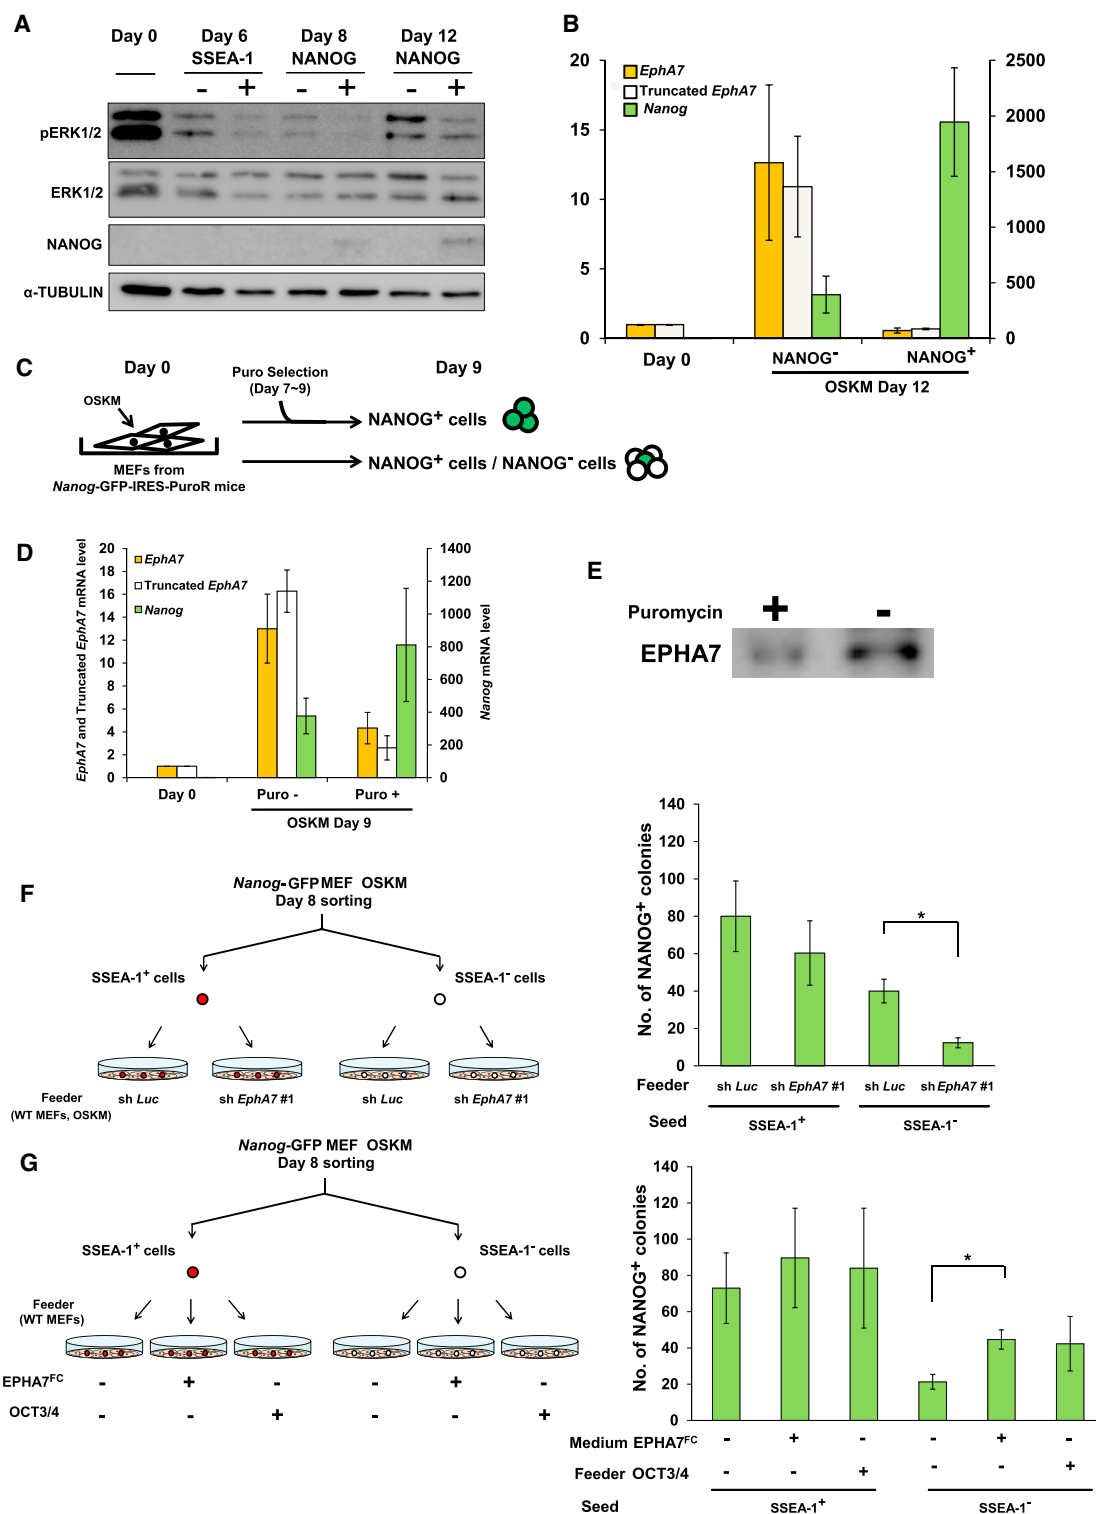 A
Day 0 Day 6 Day 8 Day 12
SSEA-1 NANOG NANOG
- + - + - +
pERK1/2
ERK1/2
NANOG
α-TUBULIN
B
20 2500
EphA7
Truncated EphA7
Nanog
2000
15
1500
10
1000
5
500
0 0
Day 0 NANOG⁻ NANOG⁺
OSKM Day 12
C
Day 0 Puro Selection Day 9
(Day 7~9)
OSKM
NANOG⁺ cells
NANOG⁺ cells / NANOG⁻ cells
MEFs from
Nanog-GFP-IRES-PuroR mice
D
EphA7 and Truncated EphA7 mRNA level
20
18
16
14
12
10
8
6
4
2
0
EphA7
Truncated EphA7
Nanog
1400
1200
1000
800
600
400
200
0
Nanog mRNA level
Day 0 Puro - Puro +
OSKM Day 9
E
Puromycin + -
EPHA7
F
Nanog-GFP MEF OSKM
Day 8 sorting
SSEA-1⁺ cells SSEA-1⁻ cells
Feeder
(WT MEFs, OSKM)
sh Luc sh EphA7 #1 sh Luc sh EphA7 #1
No. of NANOG⁺ colonies
140
120
100
80
60
40
20
0
*
Feeder sh Luc sh EphA7 #1 sh Luc sh EphA7 #1
Seed SSEA-1⁺ SSEA-1⁻
G
Nanog-GFP MEF OSKM
Day 8 sorting
SSEA-1⁺ cells SSEA-1⁻ cells
Feeder
(WT MEFs)
EPHA7ᶠᶜ - + - - + -
OCT3/4 - - + - - +
No. of NANOG⁺ colonies
140
120
100
80
60
40
20
0
*
Medium EPHA7ᶠᶜ - + - - + -
Feeder OCT3/4 - - + - - +
Seed SSEA-1⁺ SSEA-1⁻